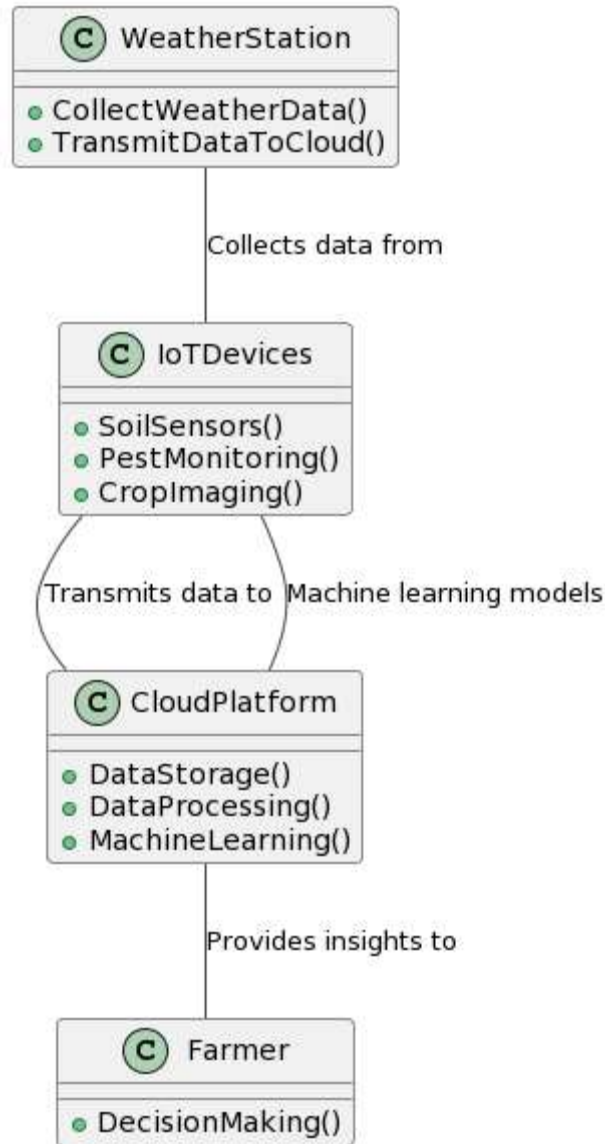 C WeatherStation
CollectWeatherData()
TransmitDataToCloud()
Collects data from
C IoTDevices
SoilSensors()
PestMonitoring()
CropImaging()
Transmits data to Machine learning models
C CloudPlatform
DataStorage()
DataProcessing()
MachineLearning()
Provides insights to
C Farmer
DecisionMaking()